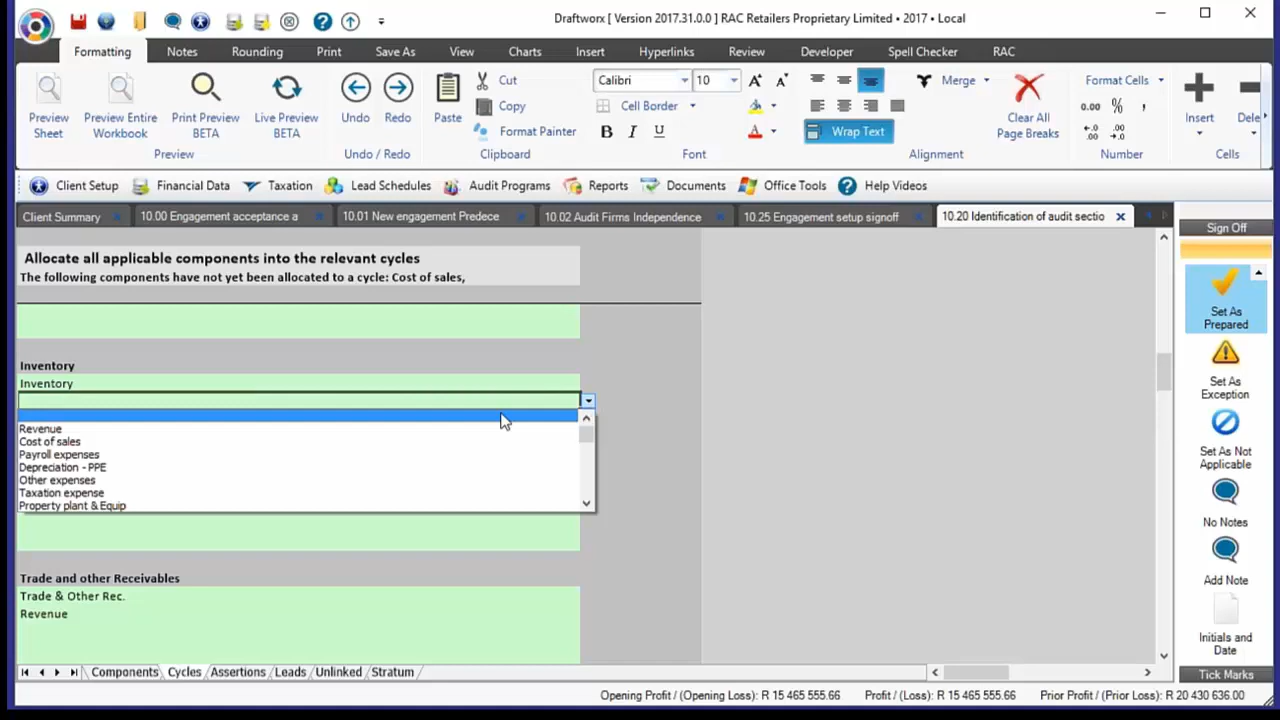 Draftworx [ Version 2017.31.0.0 ] RAC Retailers Proprietary Limited • 2017 • Local
Formatting Notes Rounding Print Save As View Charts Insert Hyperlinks Review Developer Spell Checker RAC
Preview Sheet
Preview Entire Workbook
Print Preview BETA
Live Preview BETA
Preview
Undo
Redo
Undo / Redo
Paste
Cut
Copy
Format Painter
Clipboard
Calibri 10
Cell Border
B I U
Wrap Text
Font
Merge
Clear All Page Breaks
Alignment
Format Cells
0.00 % ,
←.0 .00
.00 →.0
Number
Insert
Dele
Cells
Client Setup Financial Data Taxation Lead Schedules Audit Programs Reports Documents Office Tools Help Videos
Client Summary 10.00 Engagement acceptance a 10.01 New engagement Predece 10.02 Audit Firms Independence 10.25 Engagement setup signoff 10.20 Identification of audit sectio
Allocate all applicable components into the relevant cycles
The following components have not yet been allocated to a cycle: Cost of sales,
Inventory
Inventory
Revenue
Cost of sales
Payroll expenses
Depreciation - PPE
Other expenses
Taxation expense
Property plant & Equip
Trade and other Receivables
Trade & Other Rec.
Revenue
Sign Off
Set As
Prepared
Set As
Exception
Set As Not
Applicable
No Notes
Add Note
Initials and
Date
Tick Marks
Components Cycles Assertions Leads Unlinked Stratum
Opening Profit / (Opening Loss): R 15 465 555.66 Profit / (Loss): R 15 465 555.66 Prior Profit / (Prior Loss): R 20 430 636.00